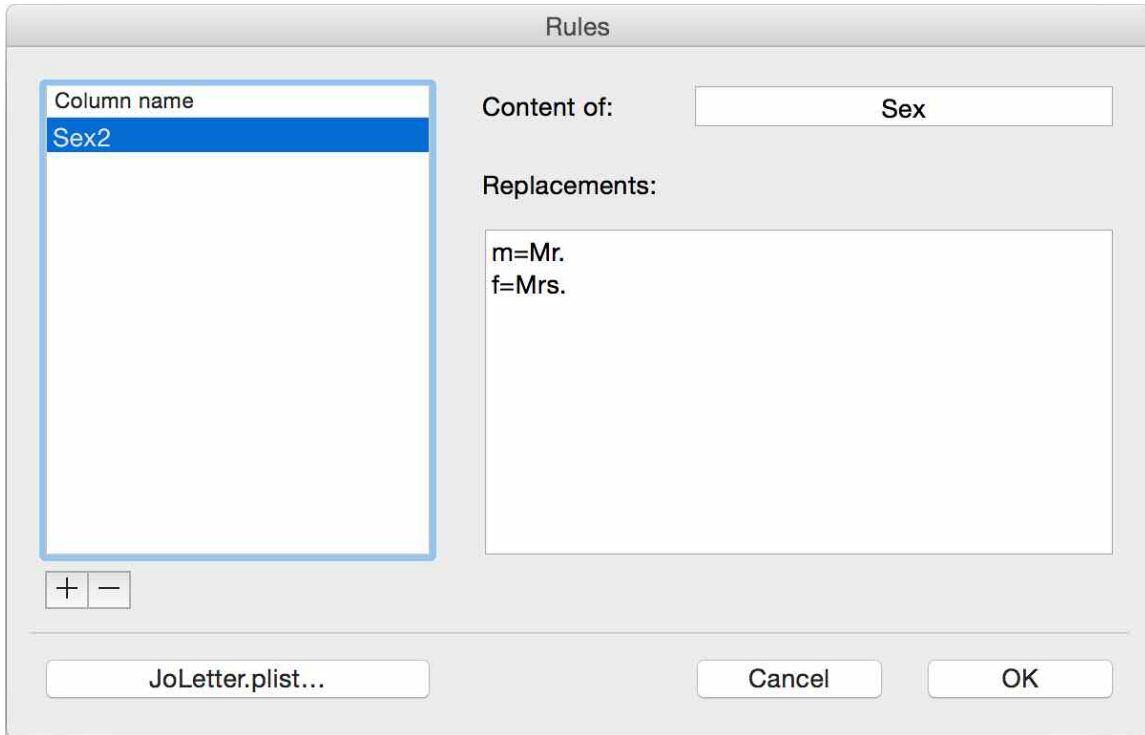 Rules
Column name
Sex2
Content of:
Sex
Replacements:
m=Mr.
f=Mrs.
+ −
JoLetter.plist...
Cancel
OK